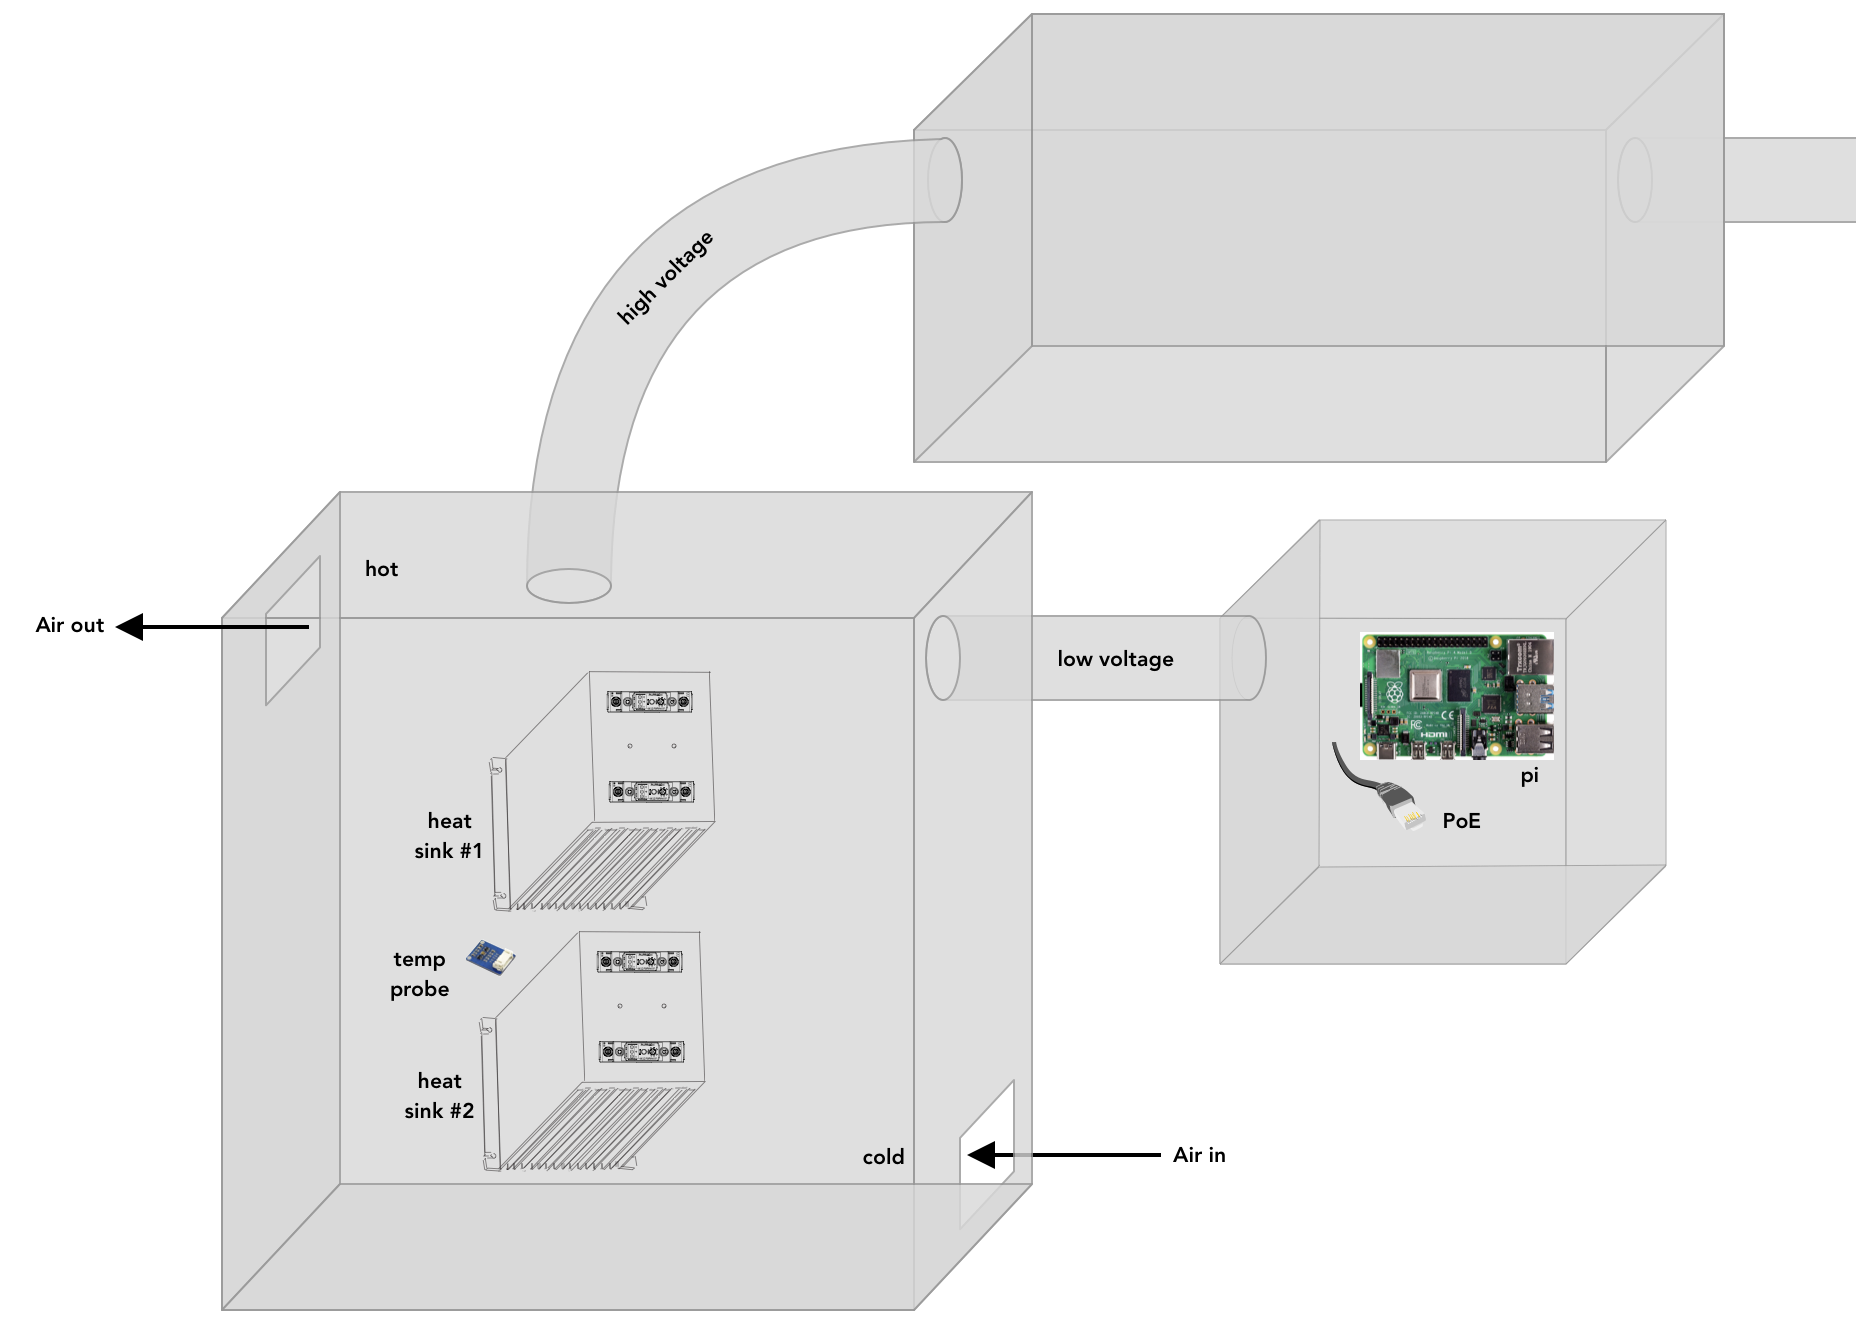 high voltage
hot
Air out
low voltage
HDMI
pi
PoE
heat
sink #1
temp
probe
heat
sink #2
cold
Air in